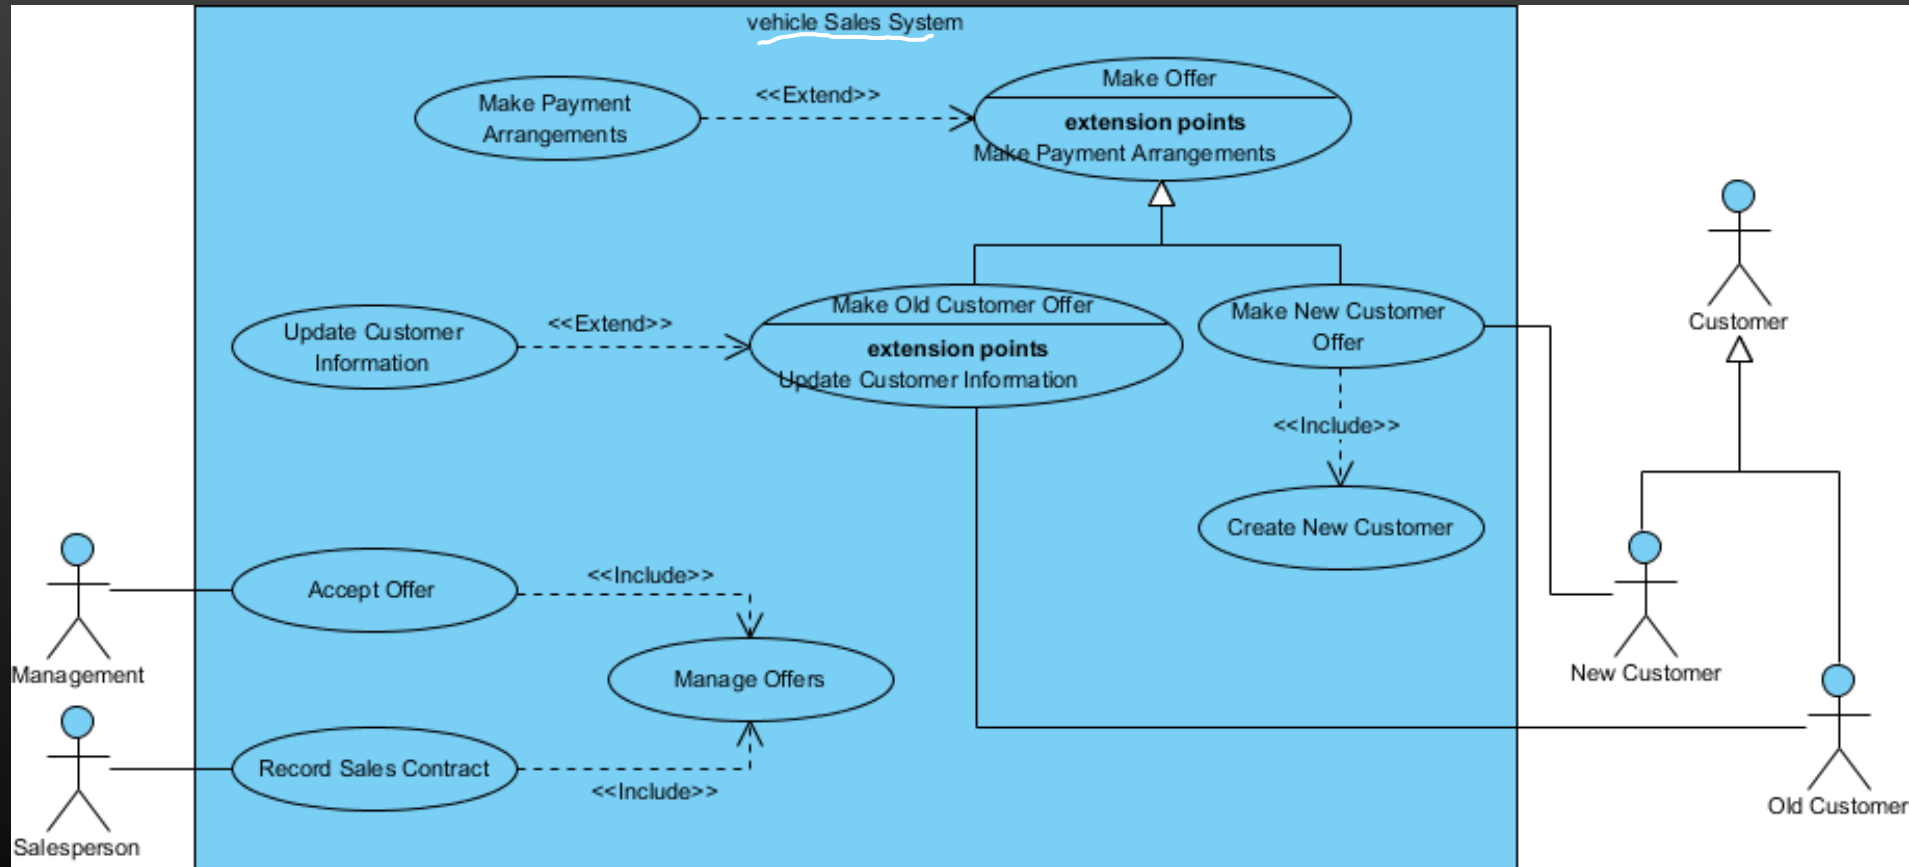 vehicle Sales System
Make Payment
Arrangements
<<Extend>>
Make Offer
extension points
Make Payment Arrangements
Customer
Update Customer
Information
<<Extend>>
Make Old Customer Offer
extension points
Update Customer Information
Make New Customer
Offer
<<Include>>
Create New Customer
Management
Accept Offer
<<Include>>
Manage Offers
New Customer
Salesperson
Record Sales Contract
<<Include>>
Old Customer